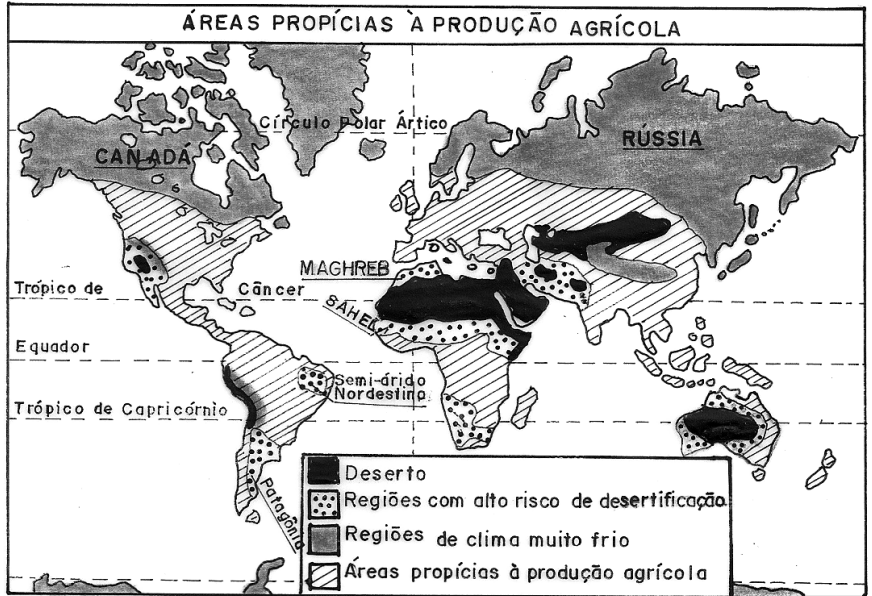 ÁREAS PROPÍCIAS À PRODUÇÃO AGRÍCOLA
Círculo Polar Ártico
RÚSSIA
CANADÁ
MAGHREB
Trópico de Câncer
SAHEL
Equador
Semi-árido
Nordestino
Trópico de Capricórnio
Patagônia
Deserto
Regiões com alto risco de desertificação
Regiões de clima muito frio
Áreas propícias à produção agrícola